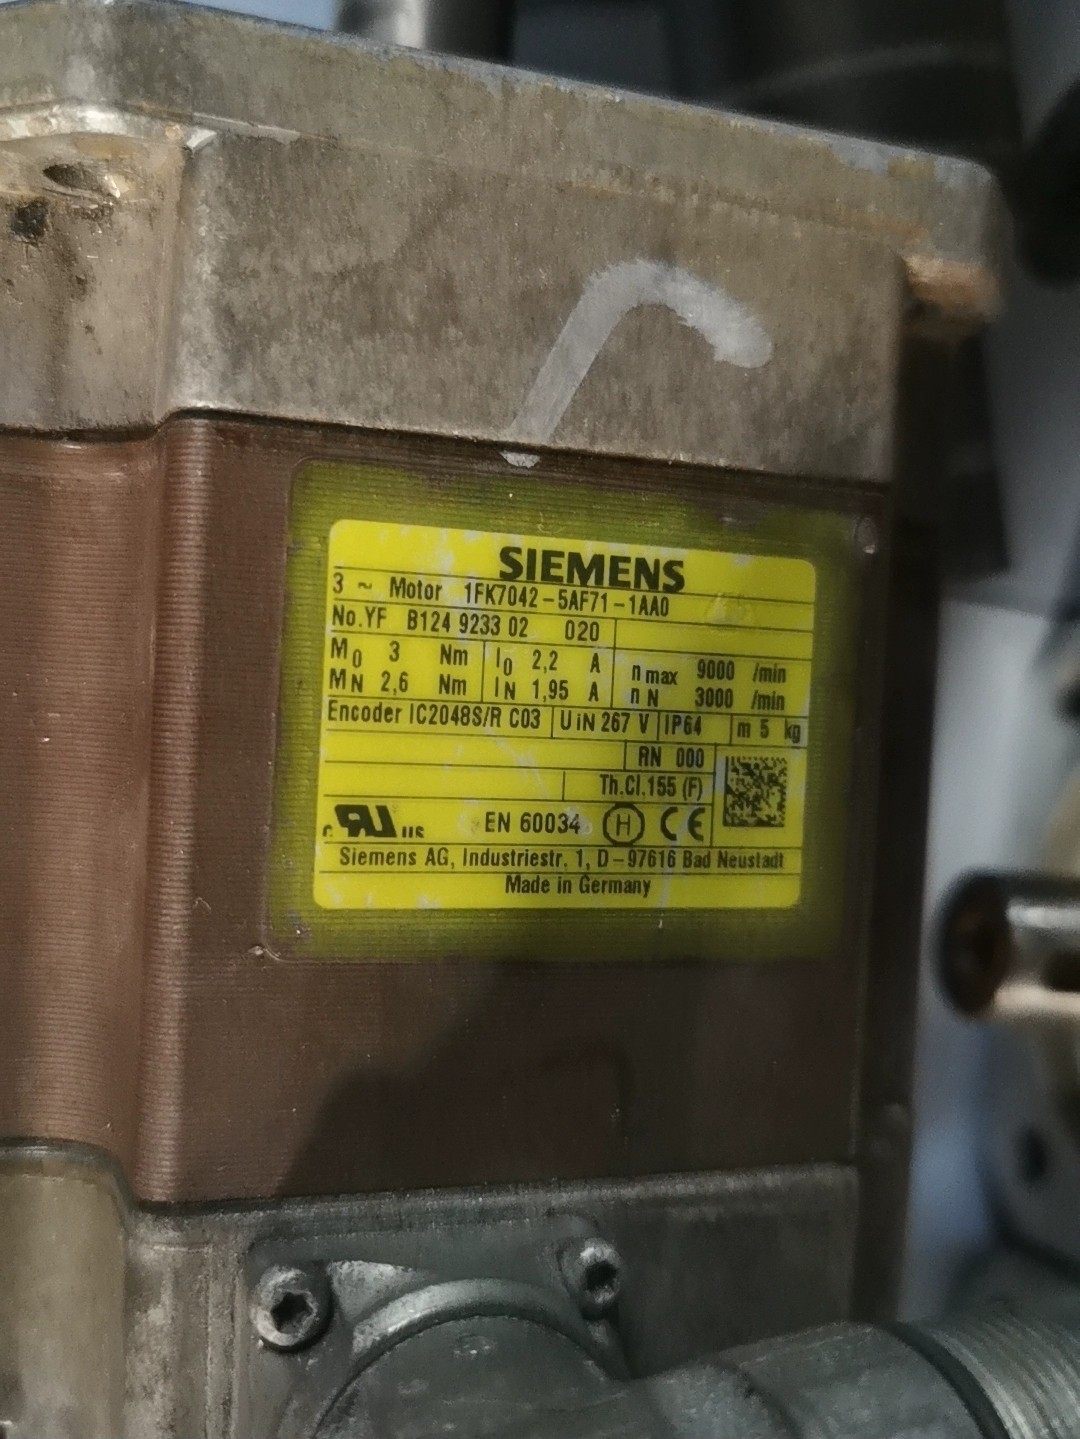 SIEMENS
3 ~ Motor 1FK7042-5AF71-1AA0
No.YF B124 9233 02 020
M0 3 Nm I0 2,2 A n max 9000 /min
MN 2,6 Nm IN 1,95 A n N 3000 /min
Encoder IC2048S/R C03 UiN 267 V IP64 m 5 kg
RN 000
Th.Cl.155 (F)
c RU US EN 60034 H CE
Siemens AG, Industriestr. 1, D-97616 Bad Neustadt
Made in Germany